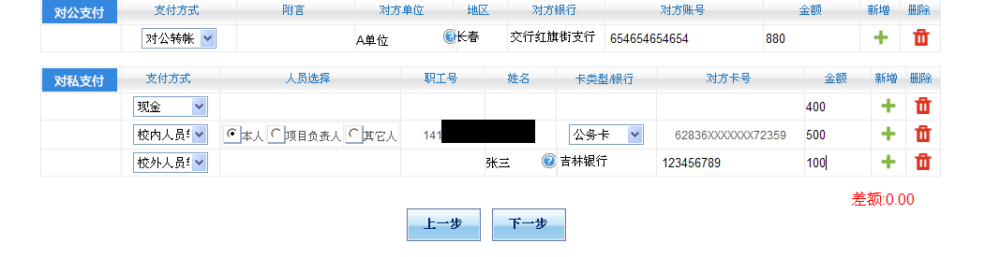 对公支付 支付方式 附言 对方单位 地区 对方银行 对方账号 金额 新增 删除
对公转帐 A单位 长春 交行红旗街支行 654654654654 880
对私支付 支付方式 人员选择 职工号 姓名 卡类型/银行 对方卡号 金额 新增 删除
现金 400
校内人员 本人 项目负责人 其它人 141 公务卡 62836XXXXXXX72359 500
校外人员 张三 吉林银行 123456789 100
差额:0.00
上一步 下一步